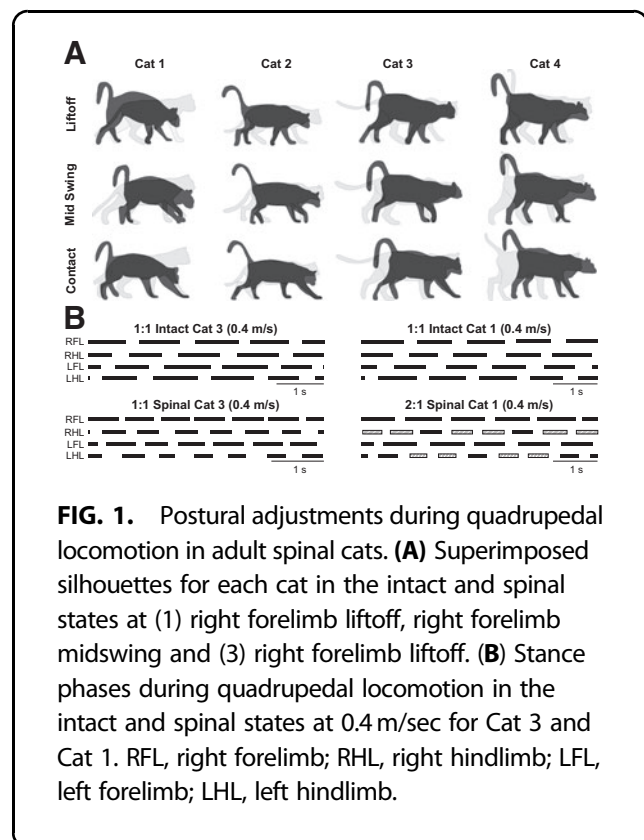 A
Cat 1 Cat 2 Cat 3 Cat 4
Liftoff
Mid Swing
Contact
B
1:1 Intact Cat 3 (0.4 m/s) 1:1 Intact Cat 1 (0.4 m/s)
RFL
RHL
LFL
LHL
1 s 1 s
1:1 Spinal Cat 3 (0.4 m/s) 2:1 Spinal Cat 1 (0.4 m/s)
RFL
RHL
LFL
LHL
1 s 1 s
FIG. 1. Postural adjustments during quadrupedal
locomotion in adult spinal cats. (A) Superimposed
silhouettes for each cat in the intact and spinal
states at (1) right forelimb liftoff, right forelimb
midswing and (3) right forelimb liftoff. (B) Stance
phases during quadrupedal locomotion in the
intact and spinal states at 0.4 m/sec for Cat 3 and
Cat 1. RFL, right forelimb; RHL, right hindlimb; LFL,
left forelimb; LHL, left hindlimb.